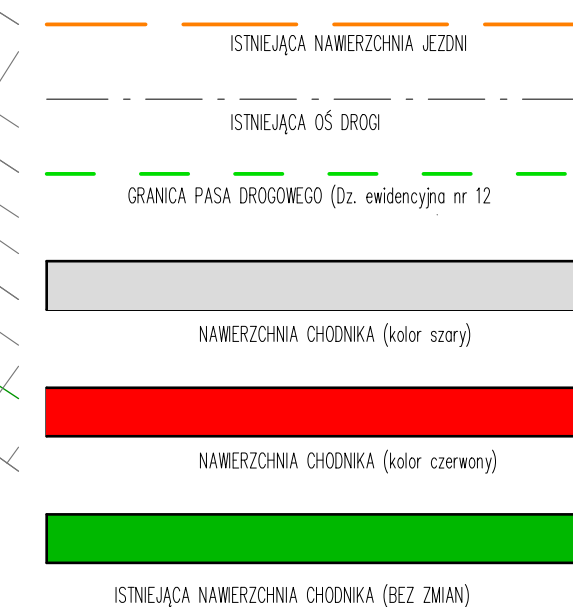 ISTNIEJĄCA NAWIERZCHNIA JEZDNI
ISTNIEJĄCA OŚ DROGI
GRANICA PASA DROGOWEGO (Dz. ewidencyjna nr 12
NAWIERZCHNIA CHODNIKA (kolor szary)
NAWIERZCHNIA CHODNIKA (kolor czerwony)
ISTNIEJĄCA NAWIERZCHNIA CHODNIKA (BEZ ZMIAN)